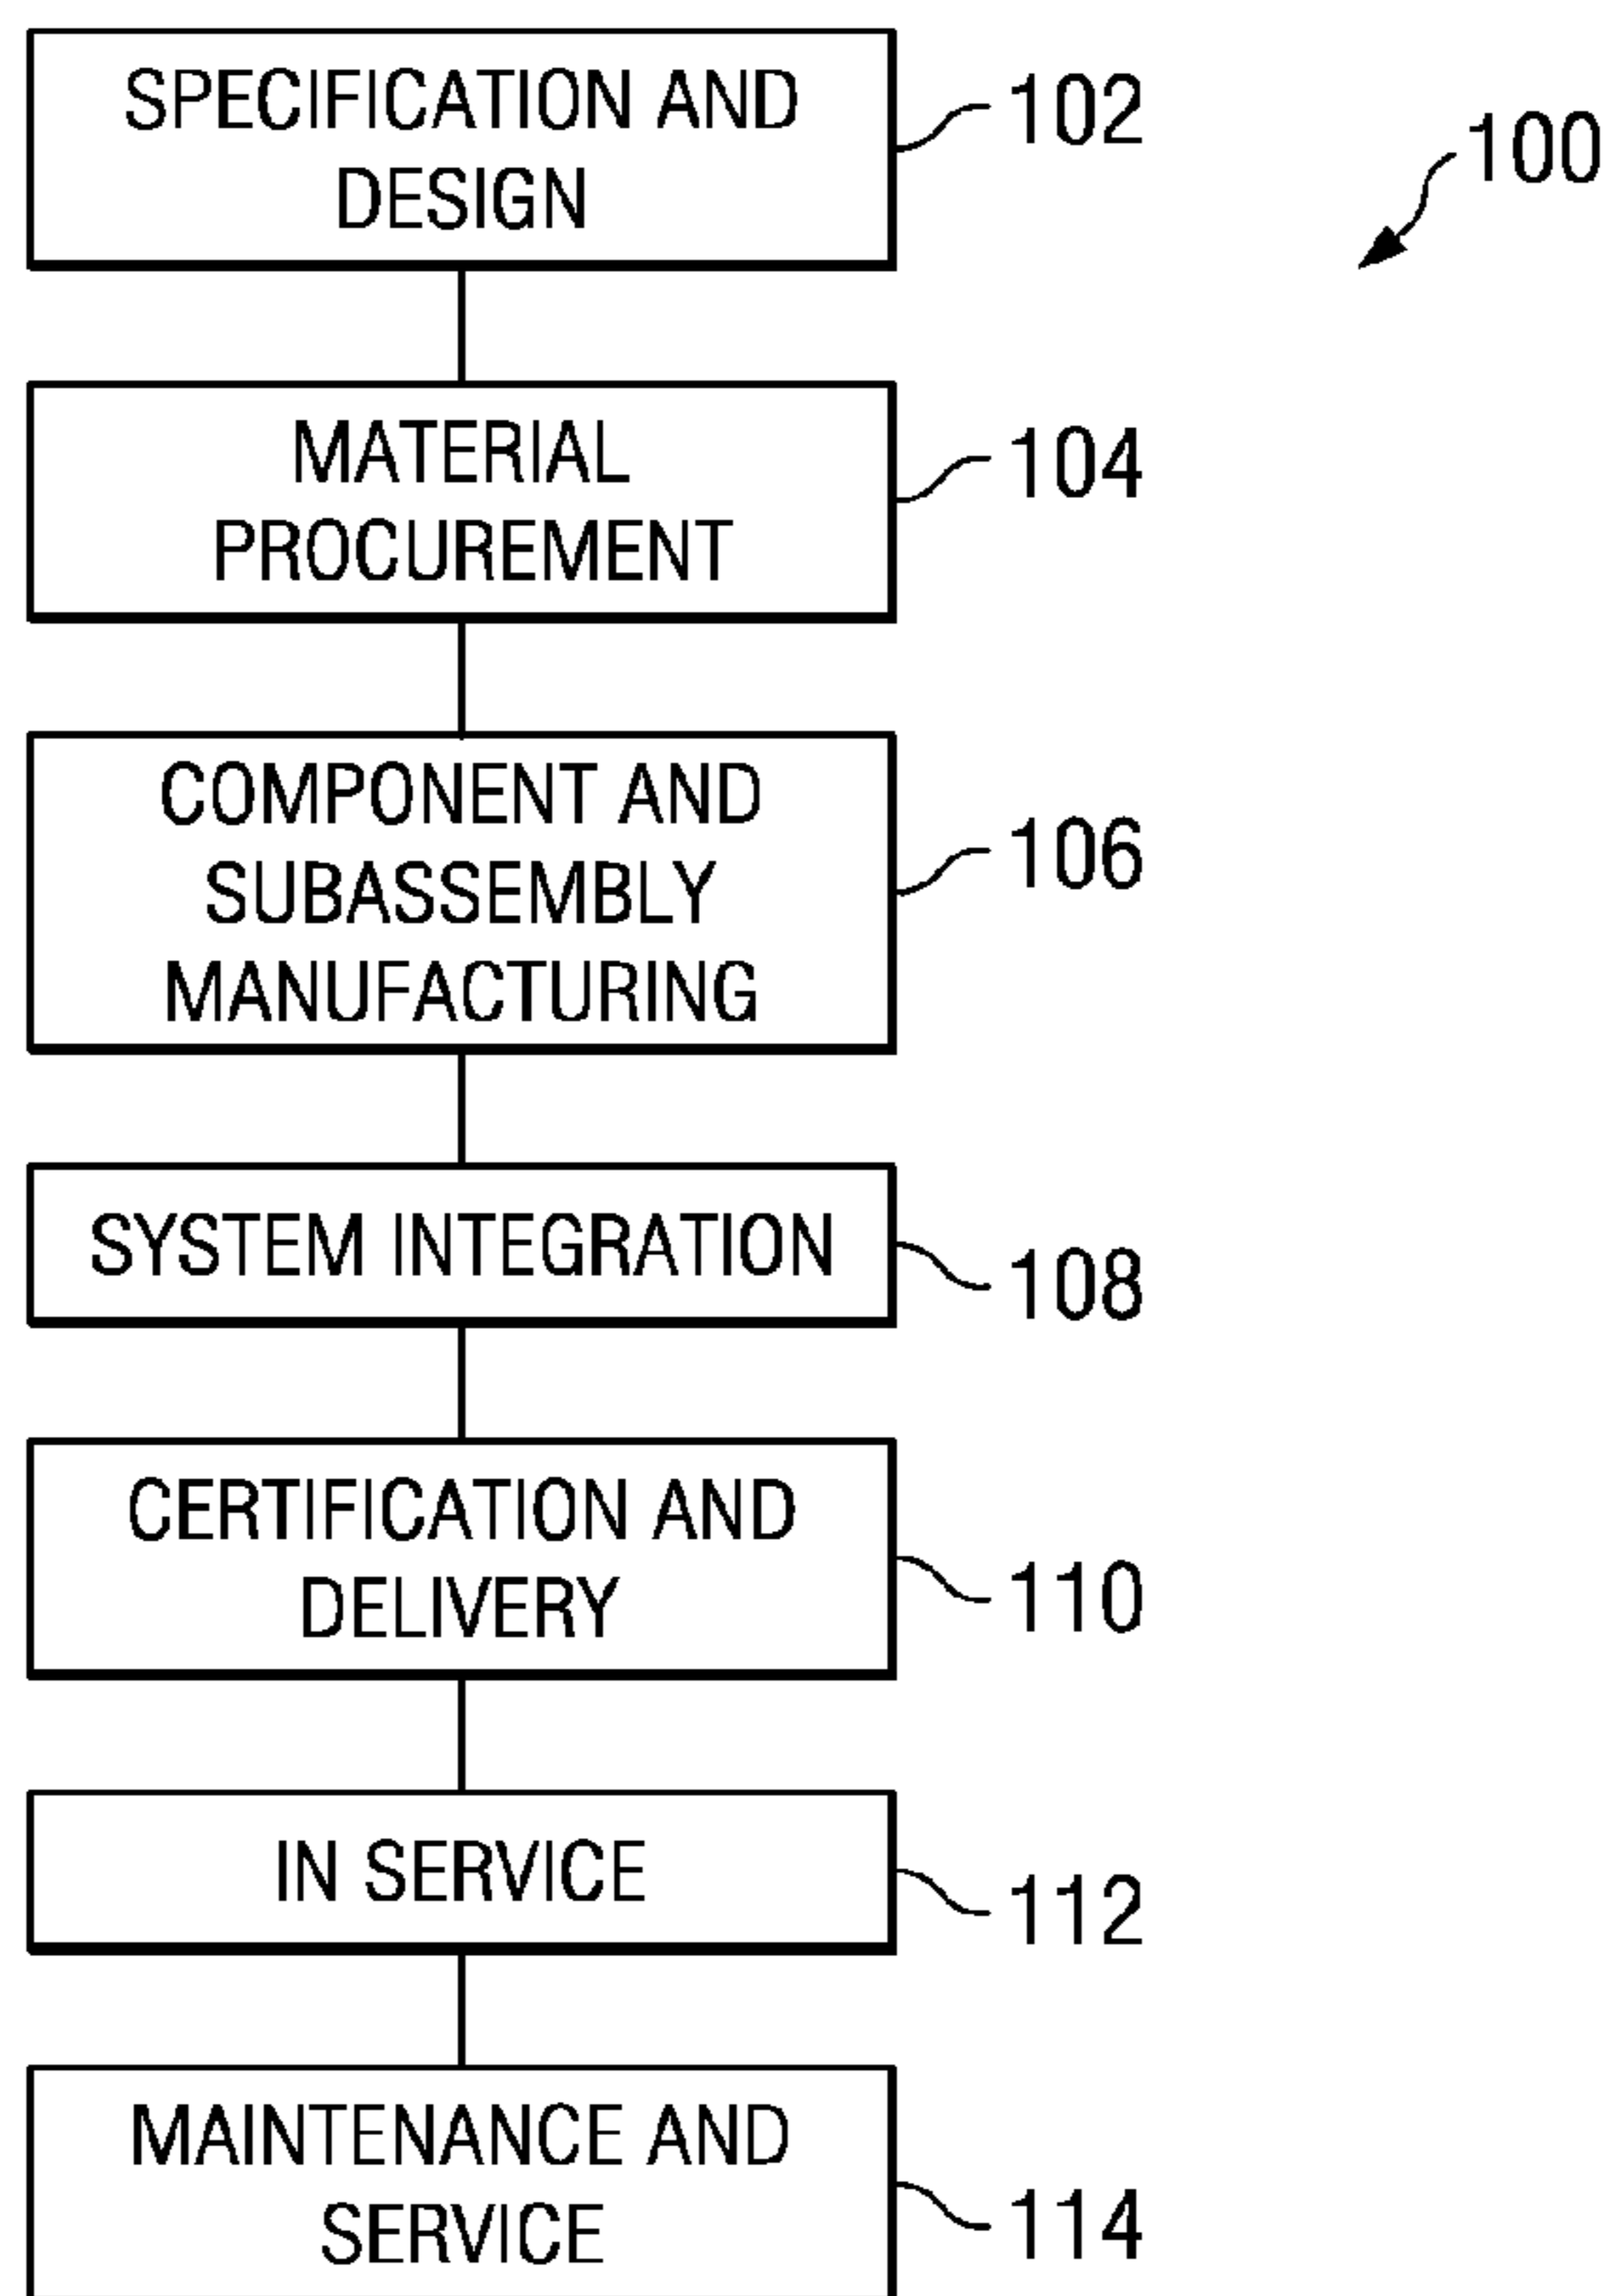 SPECIFICATION AND
DESIGN
102
100
MATERIAL
PROCUREMENT
104
COMPONENT AND
SUBASSEMBLY
MANUFACTURING
106
SYSTEM INTEGRATION
108
CERTIFICATION AND
DELIVERY
110
IN SERVICE
112
MAINTENANCE AND
SERVICE
114